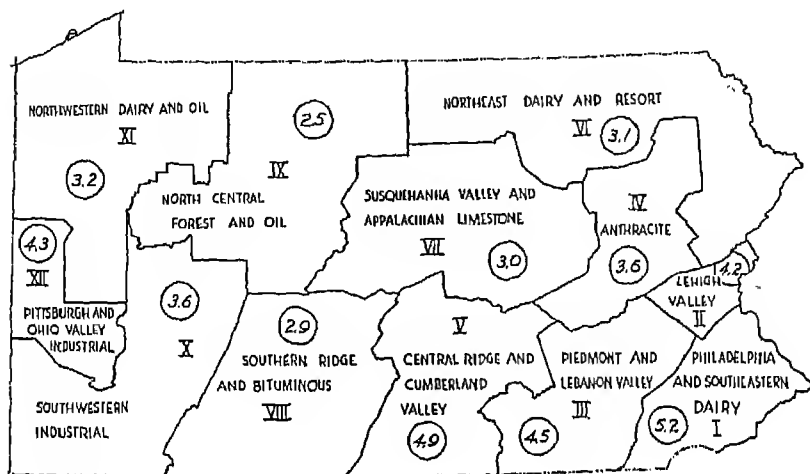 NORTHWESTERN DAIRY AND OIL
XI
3.2
2.5
IX
NORTH CENTRAL
FOREST AND OIL
NORTHEAST DAIRY AND RESORT
VI
3.1
SUSQUEHANNA VALLEY AND
APPALACHIAN LIMESTONE
VII
3.0
IV
ANTHRACITE
3.6
4.3
XII
PITTSBURGH AND
OHIO VALLEY
INDUSTRIAL
3.6
X
SOUTHWESTERN
INDUSTRIAL
2.9
SOUTHERN RIDGE
AND BITUMINOUS
VIII
V
CENTRAL RIDGE AND
CUMBERLAND
VALLEY
4.9
PIEDMONT AND
LEBANON VALLEY
III
4.5
4.2
LEHIGH
VALLEY
II
PHILADELPHIA
AND SOUTHEASTERN
DAIRY
I
5.2